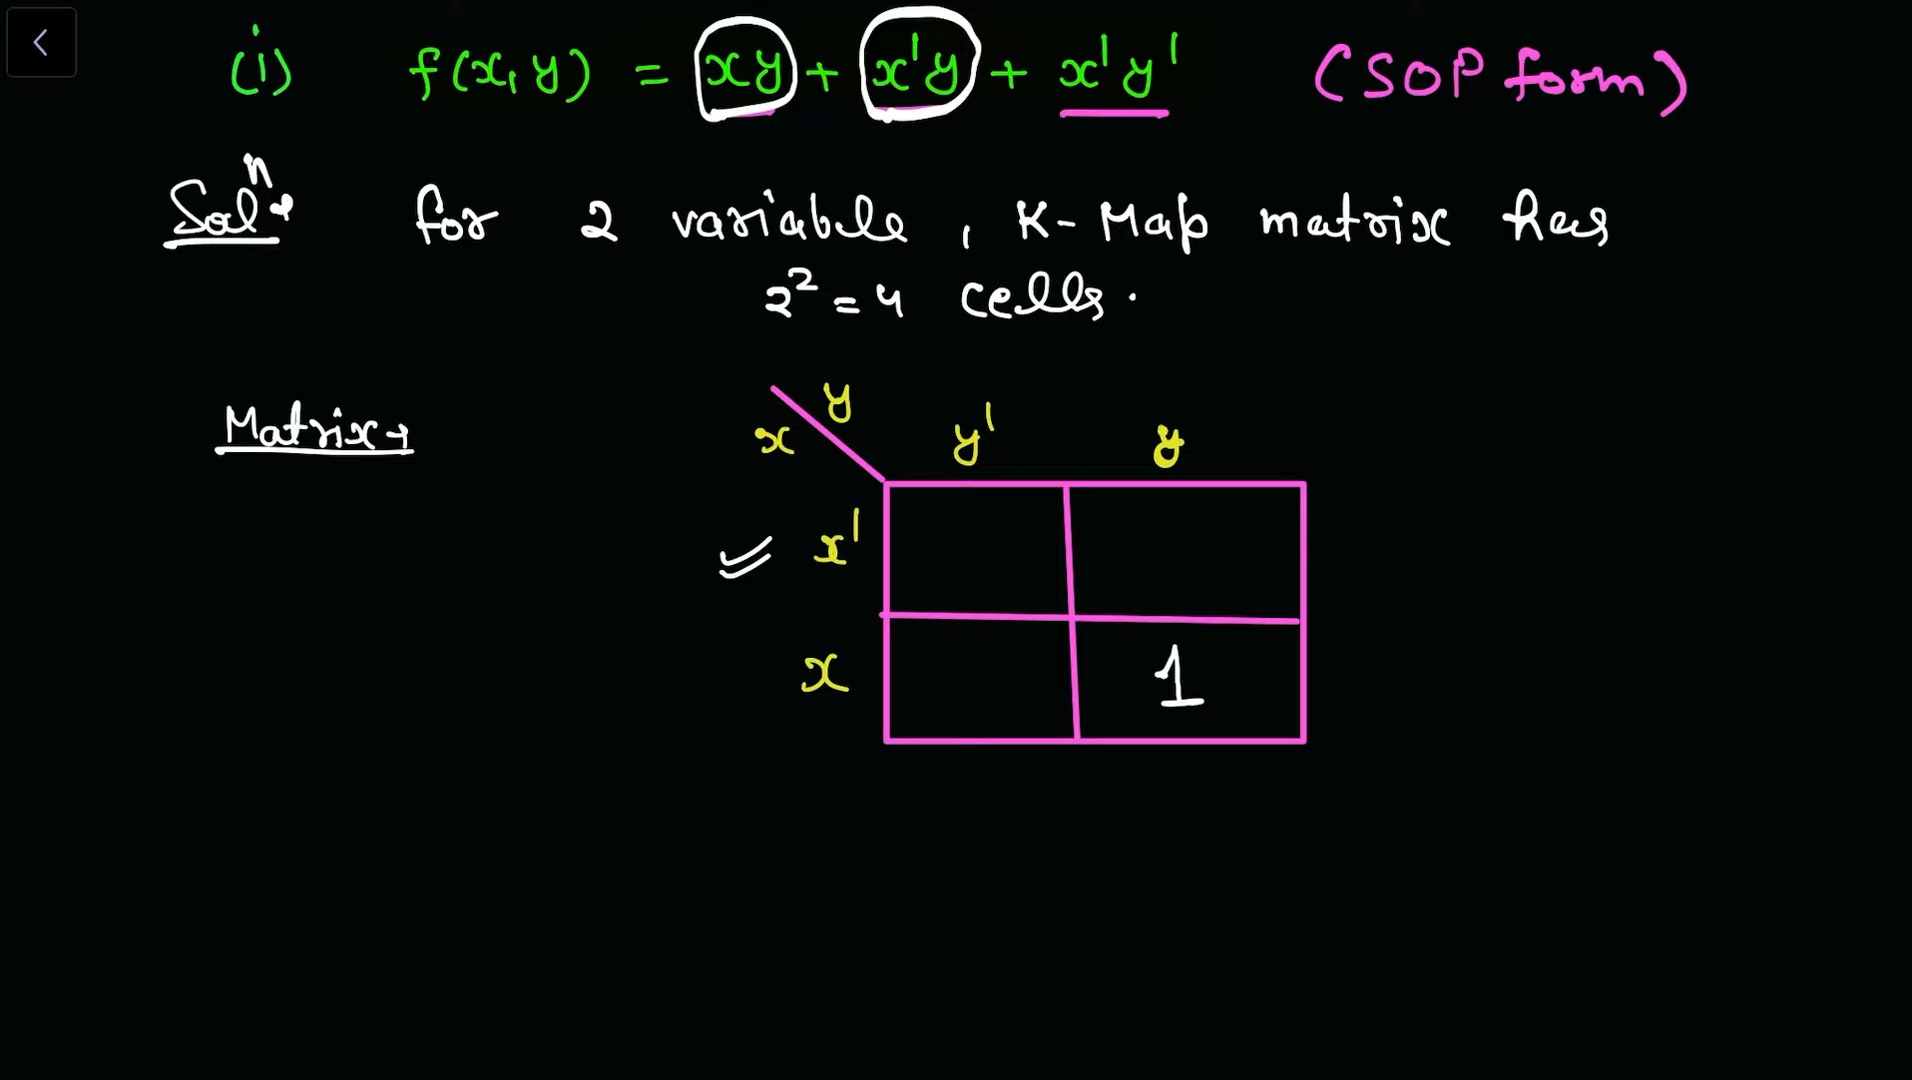 (i) f(x, y) = xy + x'y + x'y' (SOP form)
Solⁿ for 2 variable, K-Map matrix has
2² = 4 cells.
Matrix→
y
x y' y
x'
x 1